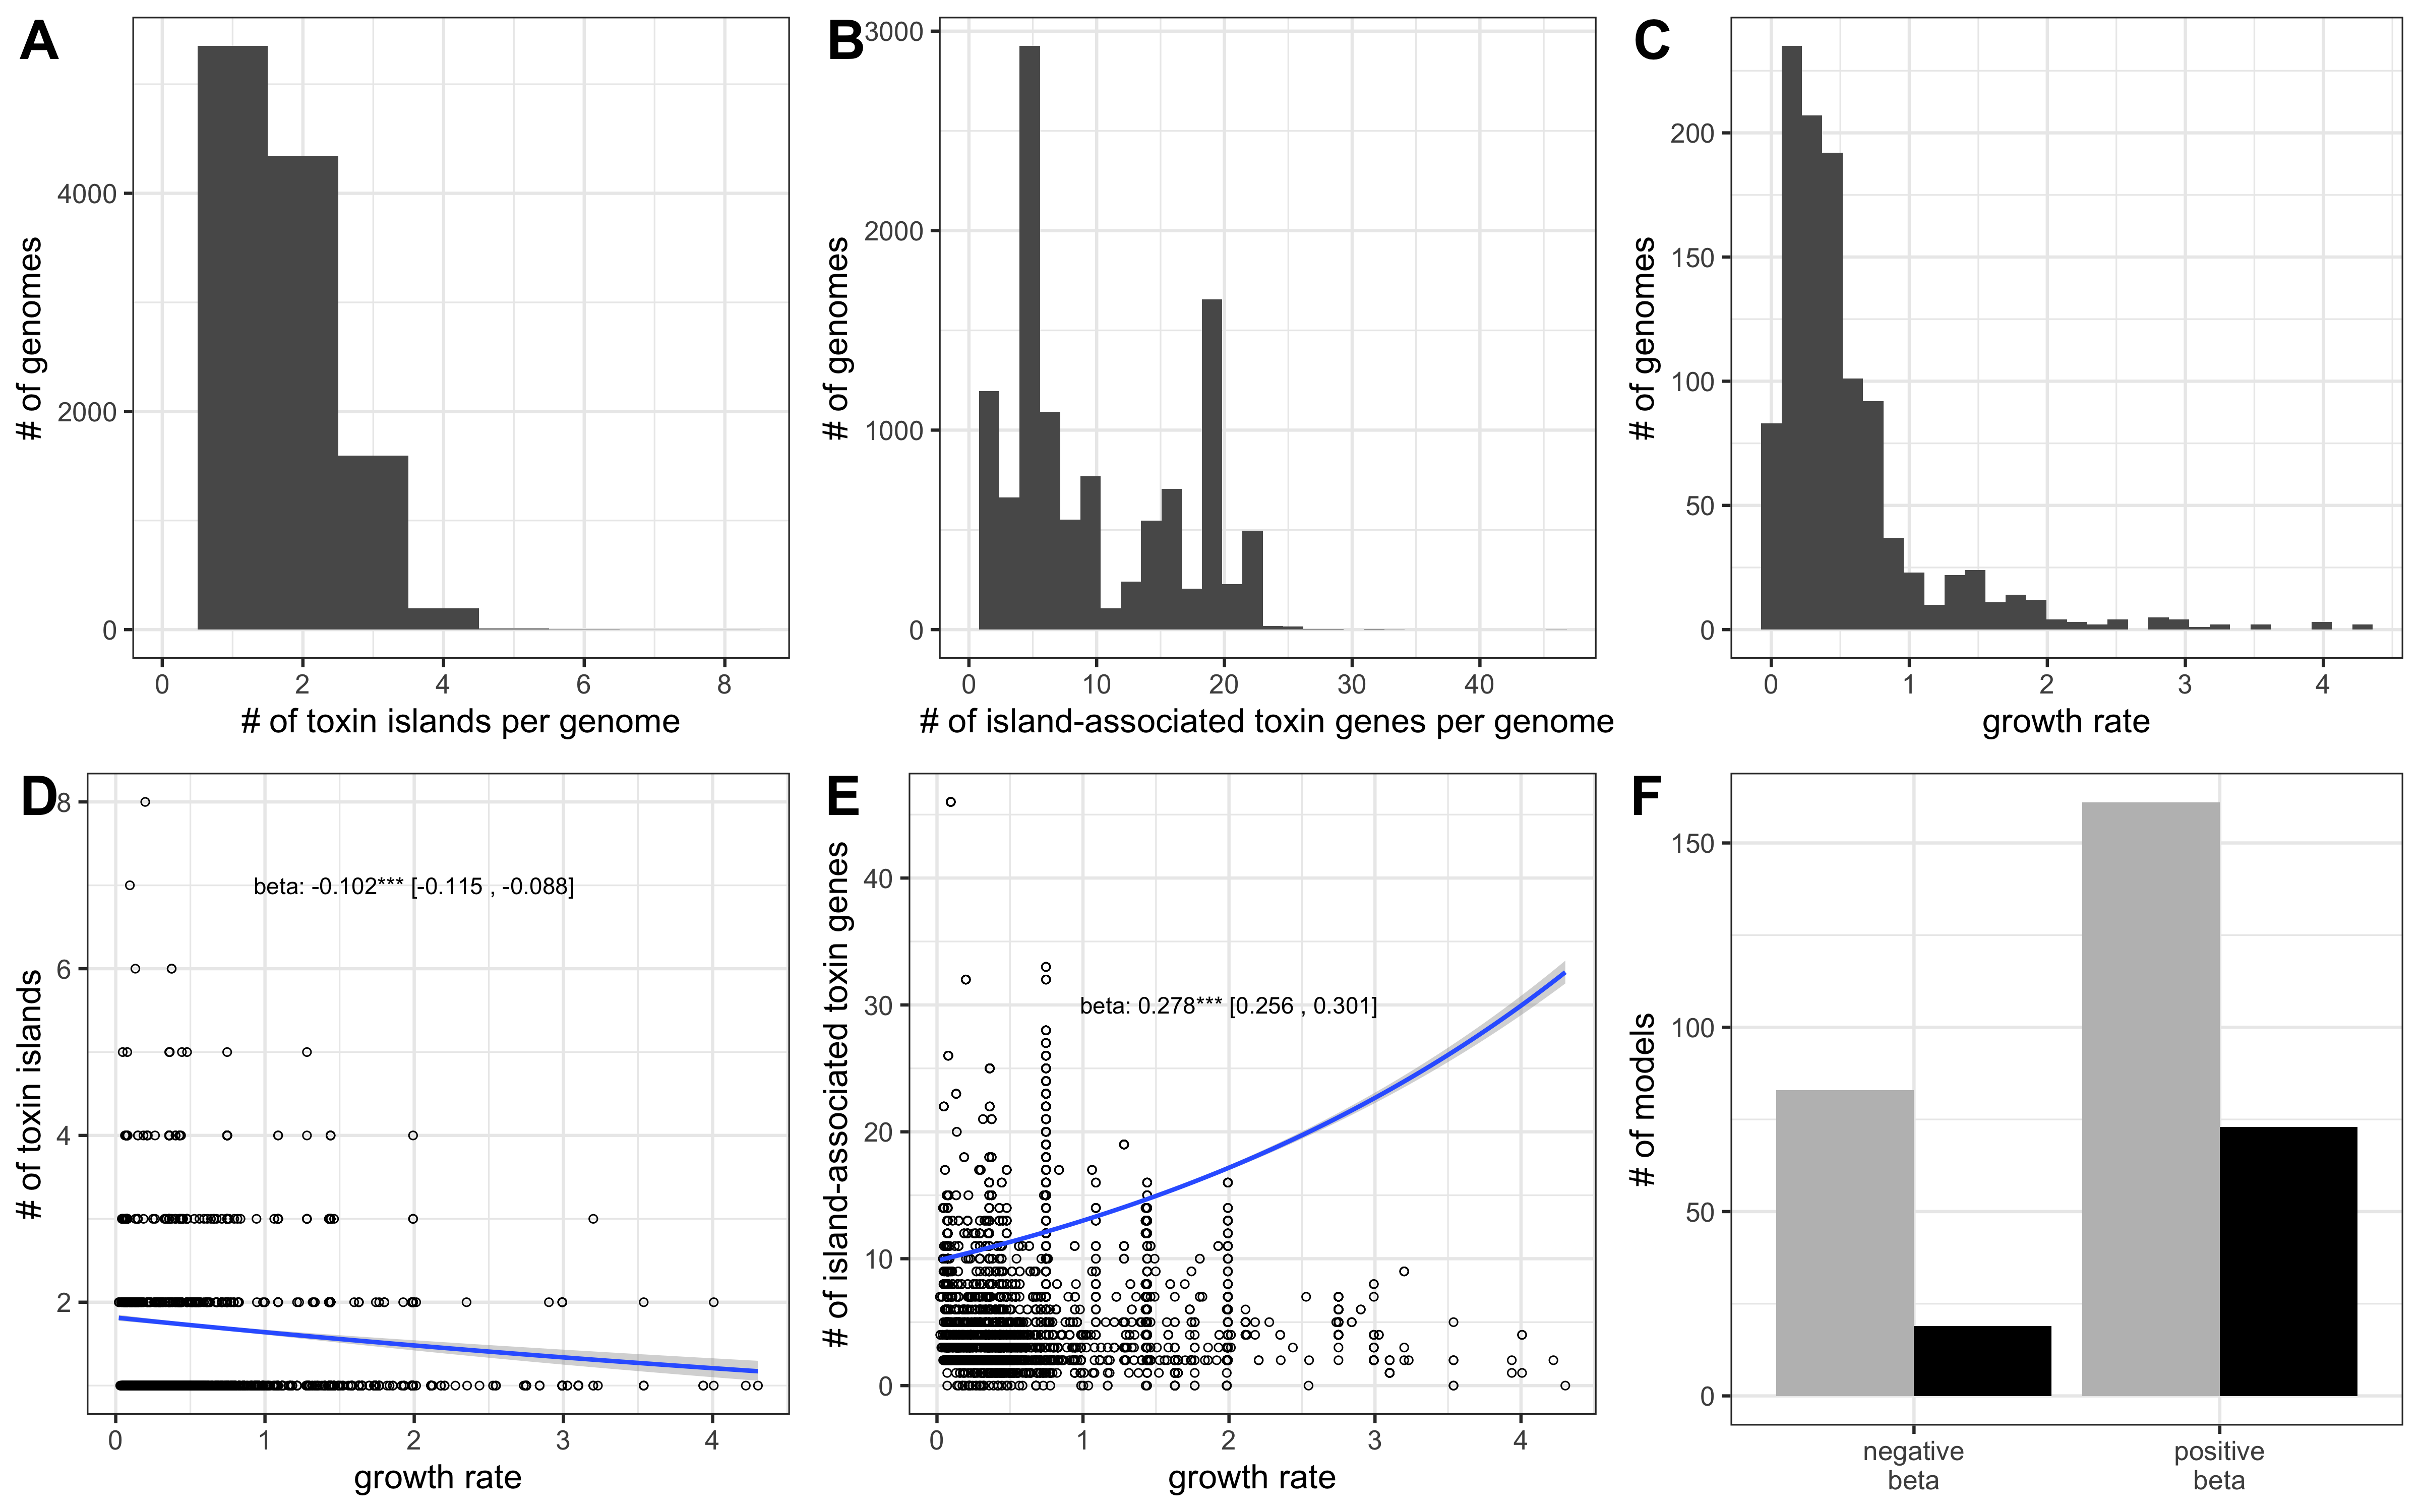 A
# of genomes
4000
2000
0
0 2 4 6 8
# of toxin islands per genome
B
# of genomes
3000
2000
1000
0
0 10 20 30 40
# of island-associated toxin genes per genome
C
# of genomes
200
150
100
50
0
0 1 2 3 4
growth rate
D
# of toxin islands
8
6
4
2
beta: -0.102*** [-0.115 , -0.088]
0 1 2 3 4
growth rate
E
# of island-associated toxin genes
40
30
20
10
0
beta: 0.278*** [0.256 , 0.301]
0 1 2 3 4
growth rate
F
# of models
150
100
50
0
negative
beta
positive
beta